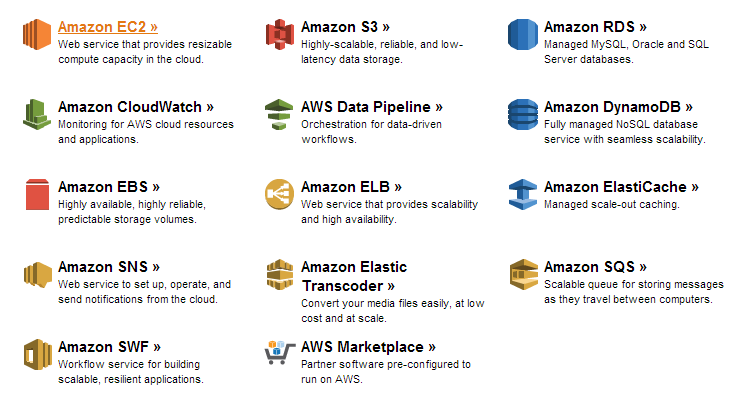 Amazon EC2 »
Web service that provides resizable
compute capacity in the cloud.
Amazon S3 »
Highly-scalable, reliable, and low-
latency data storage.
Amazon RDS »
Managed MySQL, Oracle and SQL
Server databases.
Amazon CloudWatch »
Monitoring for AWS cloud resources
and applications.
AWS Data Pipeline »
Orchestration for data-driven
workflows.
Amazon DynamoDB »
Fully managed NoSQL database
service with seamless scalability.
Amazon EBS »
Highly available, highly reliable,
predictable storage volumes.
Amazon ELB »
Web service that provides scalability
and high availability.
Amazon ElastiCache »
Managed scale-out caching.
Amazon SNS »
Web service to set up, operate, and
send notifications from the cloud.
Amazon Elastic
Transcoder »
Convert your media files easily, at low
cost and at scale.
Amazon SQS »
Scalable queue for storing messages
as they travel between computers.
Amazon SWF »
Workflow service for building
scalable, resilient applications.
AWS Marketplace »
Partner software pre-configured to
run on AWS.